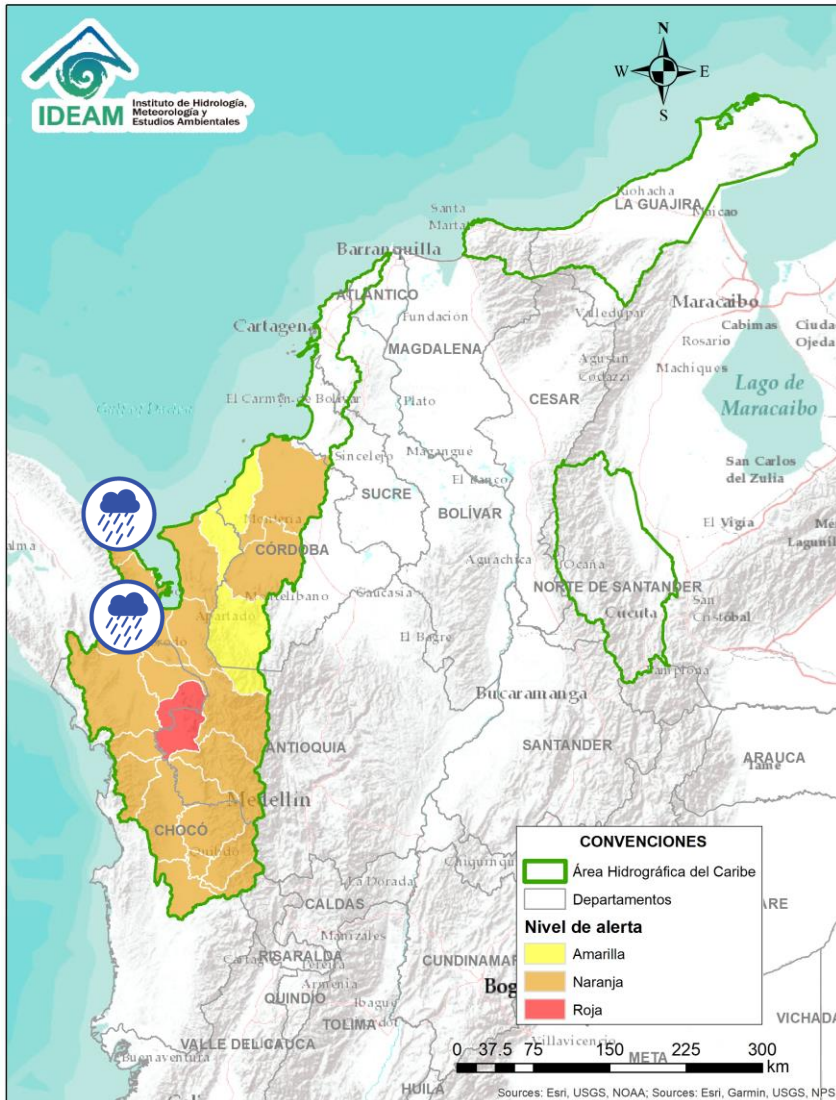 IDEAM
Instituto de Hidrología,
Meteorología y
Estudios Ambientales
N
W
E
S
Riohacha
LA GUAJIRA
Maicao
Santa
Marta
Barranquilla
ATLÁNTICO
Cartagena
Fundación
MAGDALENA
Valledupar
Maracaibo
Cabimas
Ciudad
Ojeda
Rosario
Machiques
Agustín
Codazzi
CESAR
Lago de
Maracaibo
El Carmen de Bolívar
Plato
San Carlos
del Zulia
Sincelejo
Magangué
SUCRE
El Banco
BOLÍVAR
El Vigía
Montería
CÓRDOBA
Aguachica
Ocaña
NORTE DE SANTANDER
Montelíbano
Caucasia
Cúcuta
San
Cristóbal
Apartadó
El Bagre
Pamplona
Bucaramanga
ANTIOQUIA
SANTANDER
ARAUCA
Tame
Medellín
CHOCÓ
Quibdó
La Dorada
CALDAS
Manizales
RISARALDA
Pereira
Armenia
QUINDÍO
Ibagué
TOLIMA
VALLE DEL CAUCA
Buenaventura
HUILA
CUNDINAMAR
Bog
Villavicencio
META
VICHADA
CONVENCIONES
Área Hidrográfica del Caribe
Departamentos
Nivel de alerta
Amarilla
Naranja
Roja
0 37.5 75 150 225 300
km
Sources: Esri, USGS, NOAA; Sources: Esri, Garmin, USGS, NPS